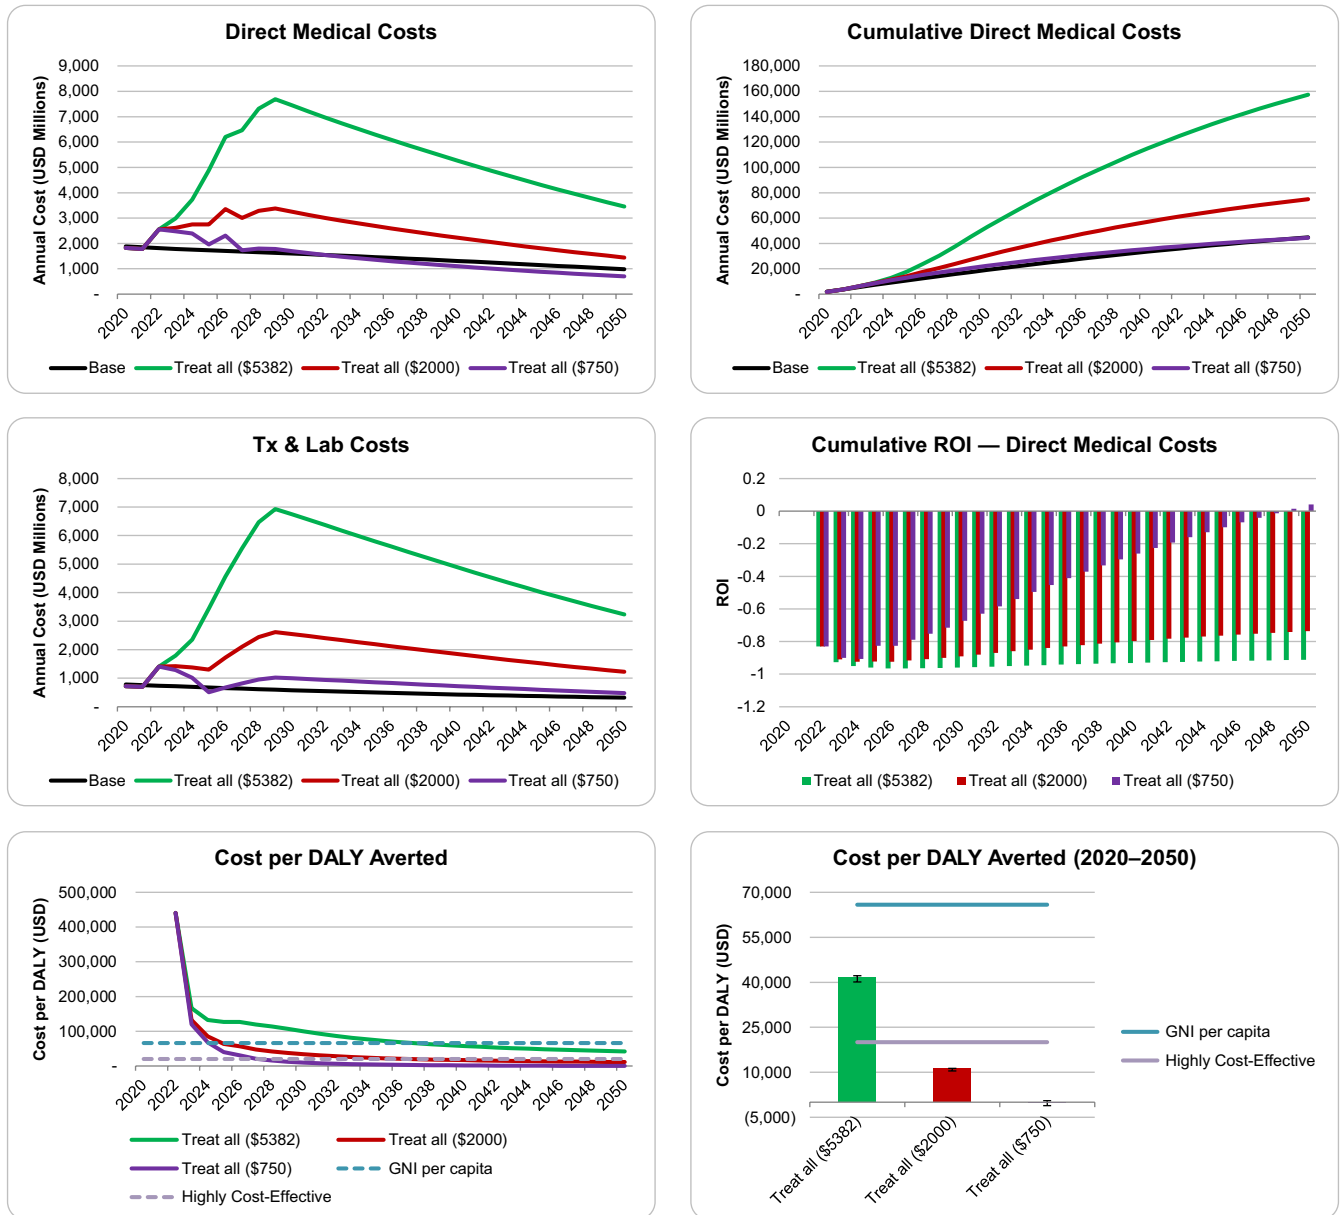 Direct Medical Costs
Annual Cost (USD Millions)
9,000
8,000
7,000
6,000
5,000
4,000
3,000
2,000
1,000
-
2020 2022 2024 2026 2028 2030 2032 2034 2036 2038 2040 2042 2044 2046 2048 2050
Base Treat all ($5382) Treat all ($2000) Treat all ($750)
Cumulative Direct Medical Costs
Annual Cost (USD Millions)
180,000
160,000
140,000
120,000
100,000
80,000
60,000
40,000
20,000
-
2020 2022 2024 2026 2028 2030 2032 2034 2036 2038 2040 2042 2044 2046 2048 2050
Base Treat all ($5382) Treat all ($2000) Treat all ($750)
Tx & Lab Costs
Annual Cost (USD Millions)
8,000
7,000
6,000
5,000
4,000
3,000
2,000
1,000
-
2020 2022 2024 2026 2028 2030 2032 2034 2036 2038 2040 2042 2044 2046 2048 2050
Base Treat all ($5382) Treat all ($2000) Treat all ($750)
Cumulative ROI — Direct Medical Costs
ROI
0.2
0
-0.2
-0.4
-0.6
-0.8
-1
-1.2
2020 2022 2024 2026 2028 2030 2032 2034 2036 2038 2040 2042 2044 2046 2048 2050
Treat all ($5382) Treat all ($2000) Treat all ($750)
Cost per DALY Averted
Cost per DALY (USD)
500,000
400,000
300,000
200,000
100,000
-
2020 2022 2024 2026 2028 2030 2032 2034 2036 2038 2040 2042 2044 2046 2048 2050
Treat all ($5382) Treat all ($2000)
Treat all ($750) GNI per capita
Highly Cost-Effective
Cost per DALY Averted (2020–2050)
Cost per DALY (USD)
70,000
55,000
40,000
25,000
10,000
(5,000)
Treat all ($5382) Treat all ($2000) Treat all ($750)
GNI per capita
Highly Cost-Effective